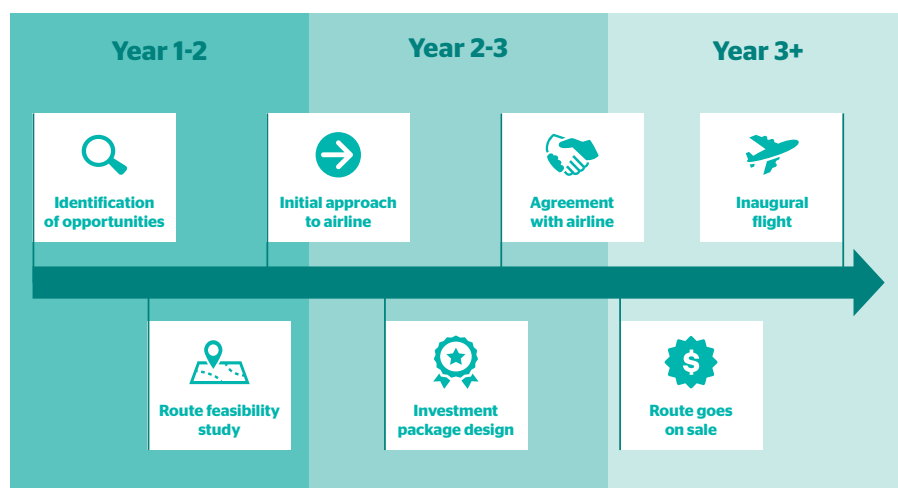 Year 1-2
Year 2-3
Year 3+
Identification
of opportunities
Initial approach
to airline
Agreement
with airline
Inaugural
flight
Route feasibility
study
Investment
package design
$
Route goes
on sale